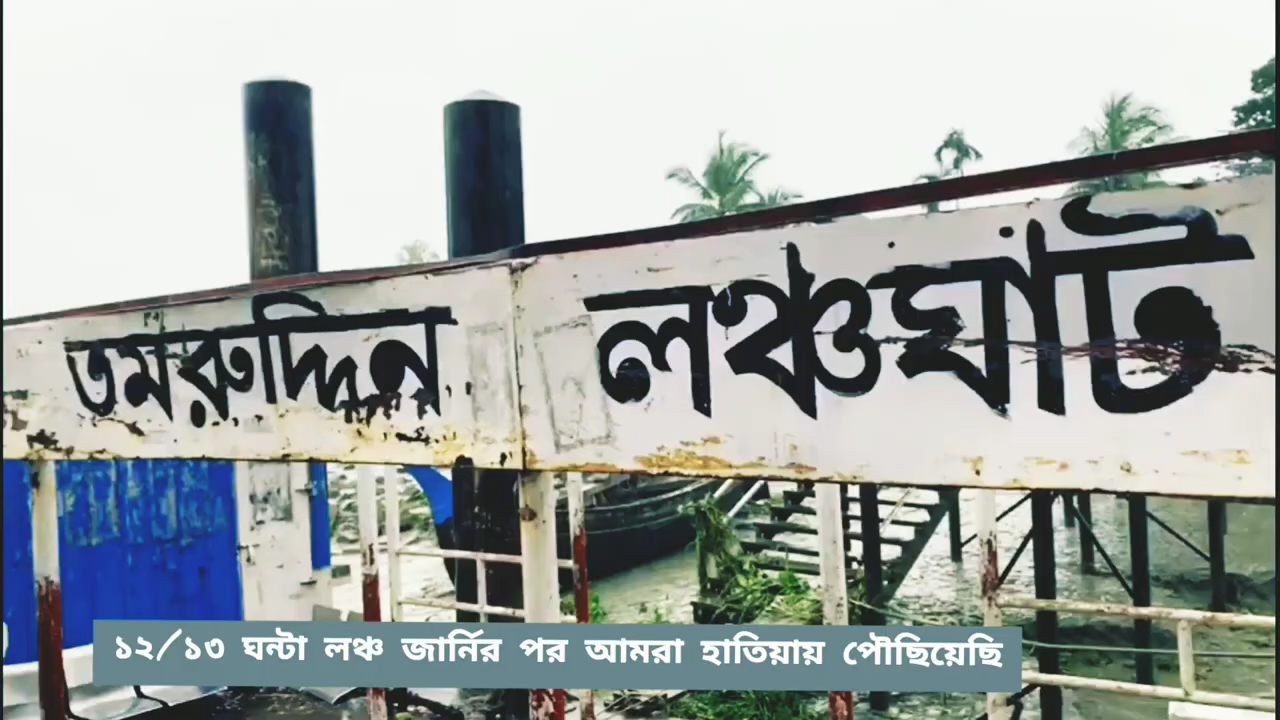 তমরুদ্দিন লঞ্চঘাট
১২/১৩ ঘন্টা লঞ্চ জার্নির পর আমরা হাতিয়ায় পৌছিয়েছি